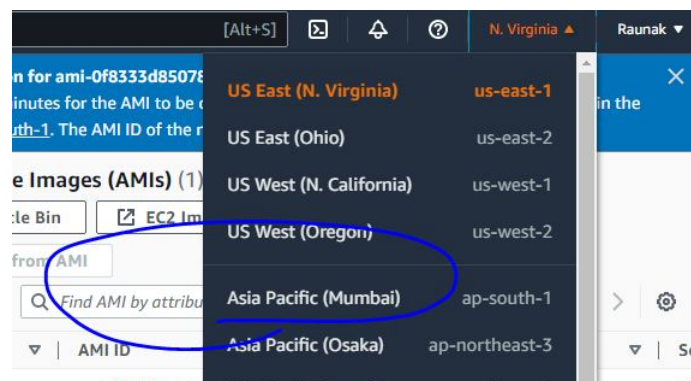 [Alt+S] N. Virginia ▲ Raunak ▼
n for ami-0f8333d85078
inutes for the AMI to be in the
uth-1. The AMI ID of the
US East (N. Virginia) us-east-1
US East (Ohio) us-east-2
e Images (AMIs) (1)
US West (N. California) us-west-1
cle Bin EC2 Im
US West (Oregon) us-west-2
from AMI
Find AMI by attribu
Asia Pacific (Mumbai) ap-south-1
AMI ID
Asia Pacific (Osaka) ap-northeast-3